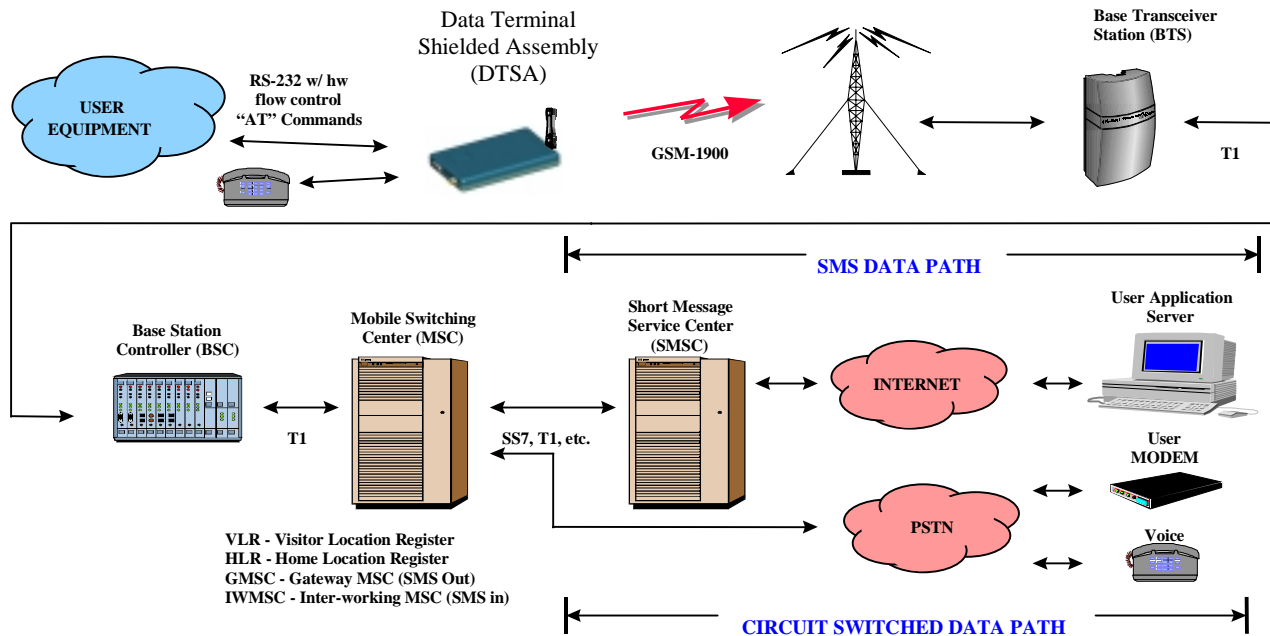 Data Terminal
Shielded Assembly
(DTSA)
Base Transceiver
Station (BTS)
RS-232 w/ hw
flow control
“AT” Commands
USER
EQUIPMENT
GSM-1900
T1
SMS DATA PATH
Base Station
Controller (BSC)
Mobile Switching
Center (MSC)
Short Message
Service Center
(SMSC)
User Application
Server
INTERNET
T1
SS7, T1, etc.
User
MODEM
PSTN
Voice
VLR - Visitor Location Register
HLR - Home Location Register
GMSC - Gateway MSC (SMS Out)
IWMSC - Inter-working MSC (SMS in)
CIRCUIT SWITCHED DATA PATH